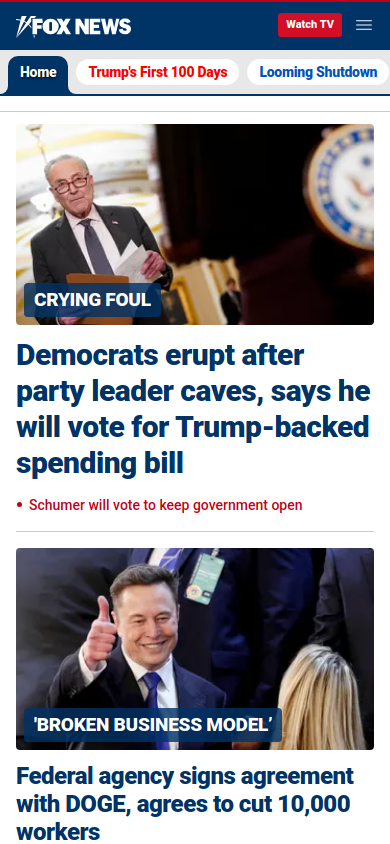 FOX NEWS
Watch TV
Home
Trump's First 100 Days
Looming Shutdown
CRYING FOUL
Democrats erupt after
party leader caves, says he
will vote for Trump-backed
spending bill
• Schumer will vote to keep government open
'BROKEN BUSINESS MODEL'
Federal agency signs agreement
with DOGE, agrees to cut 10,000
workers